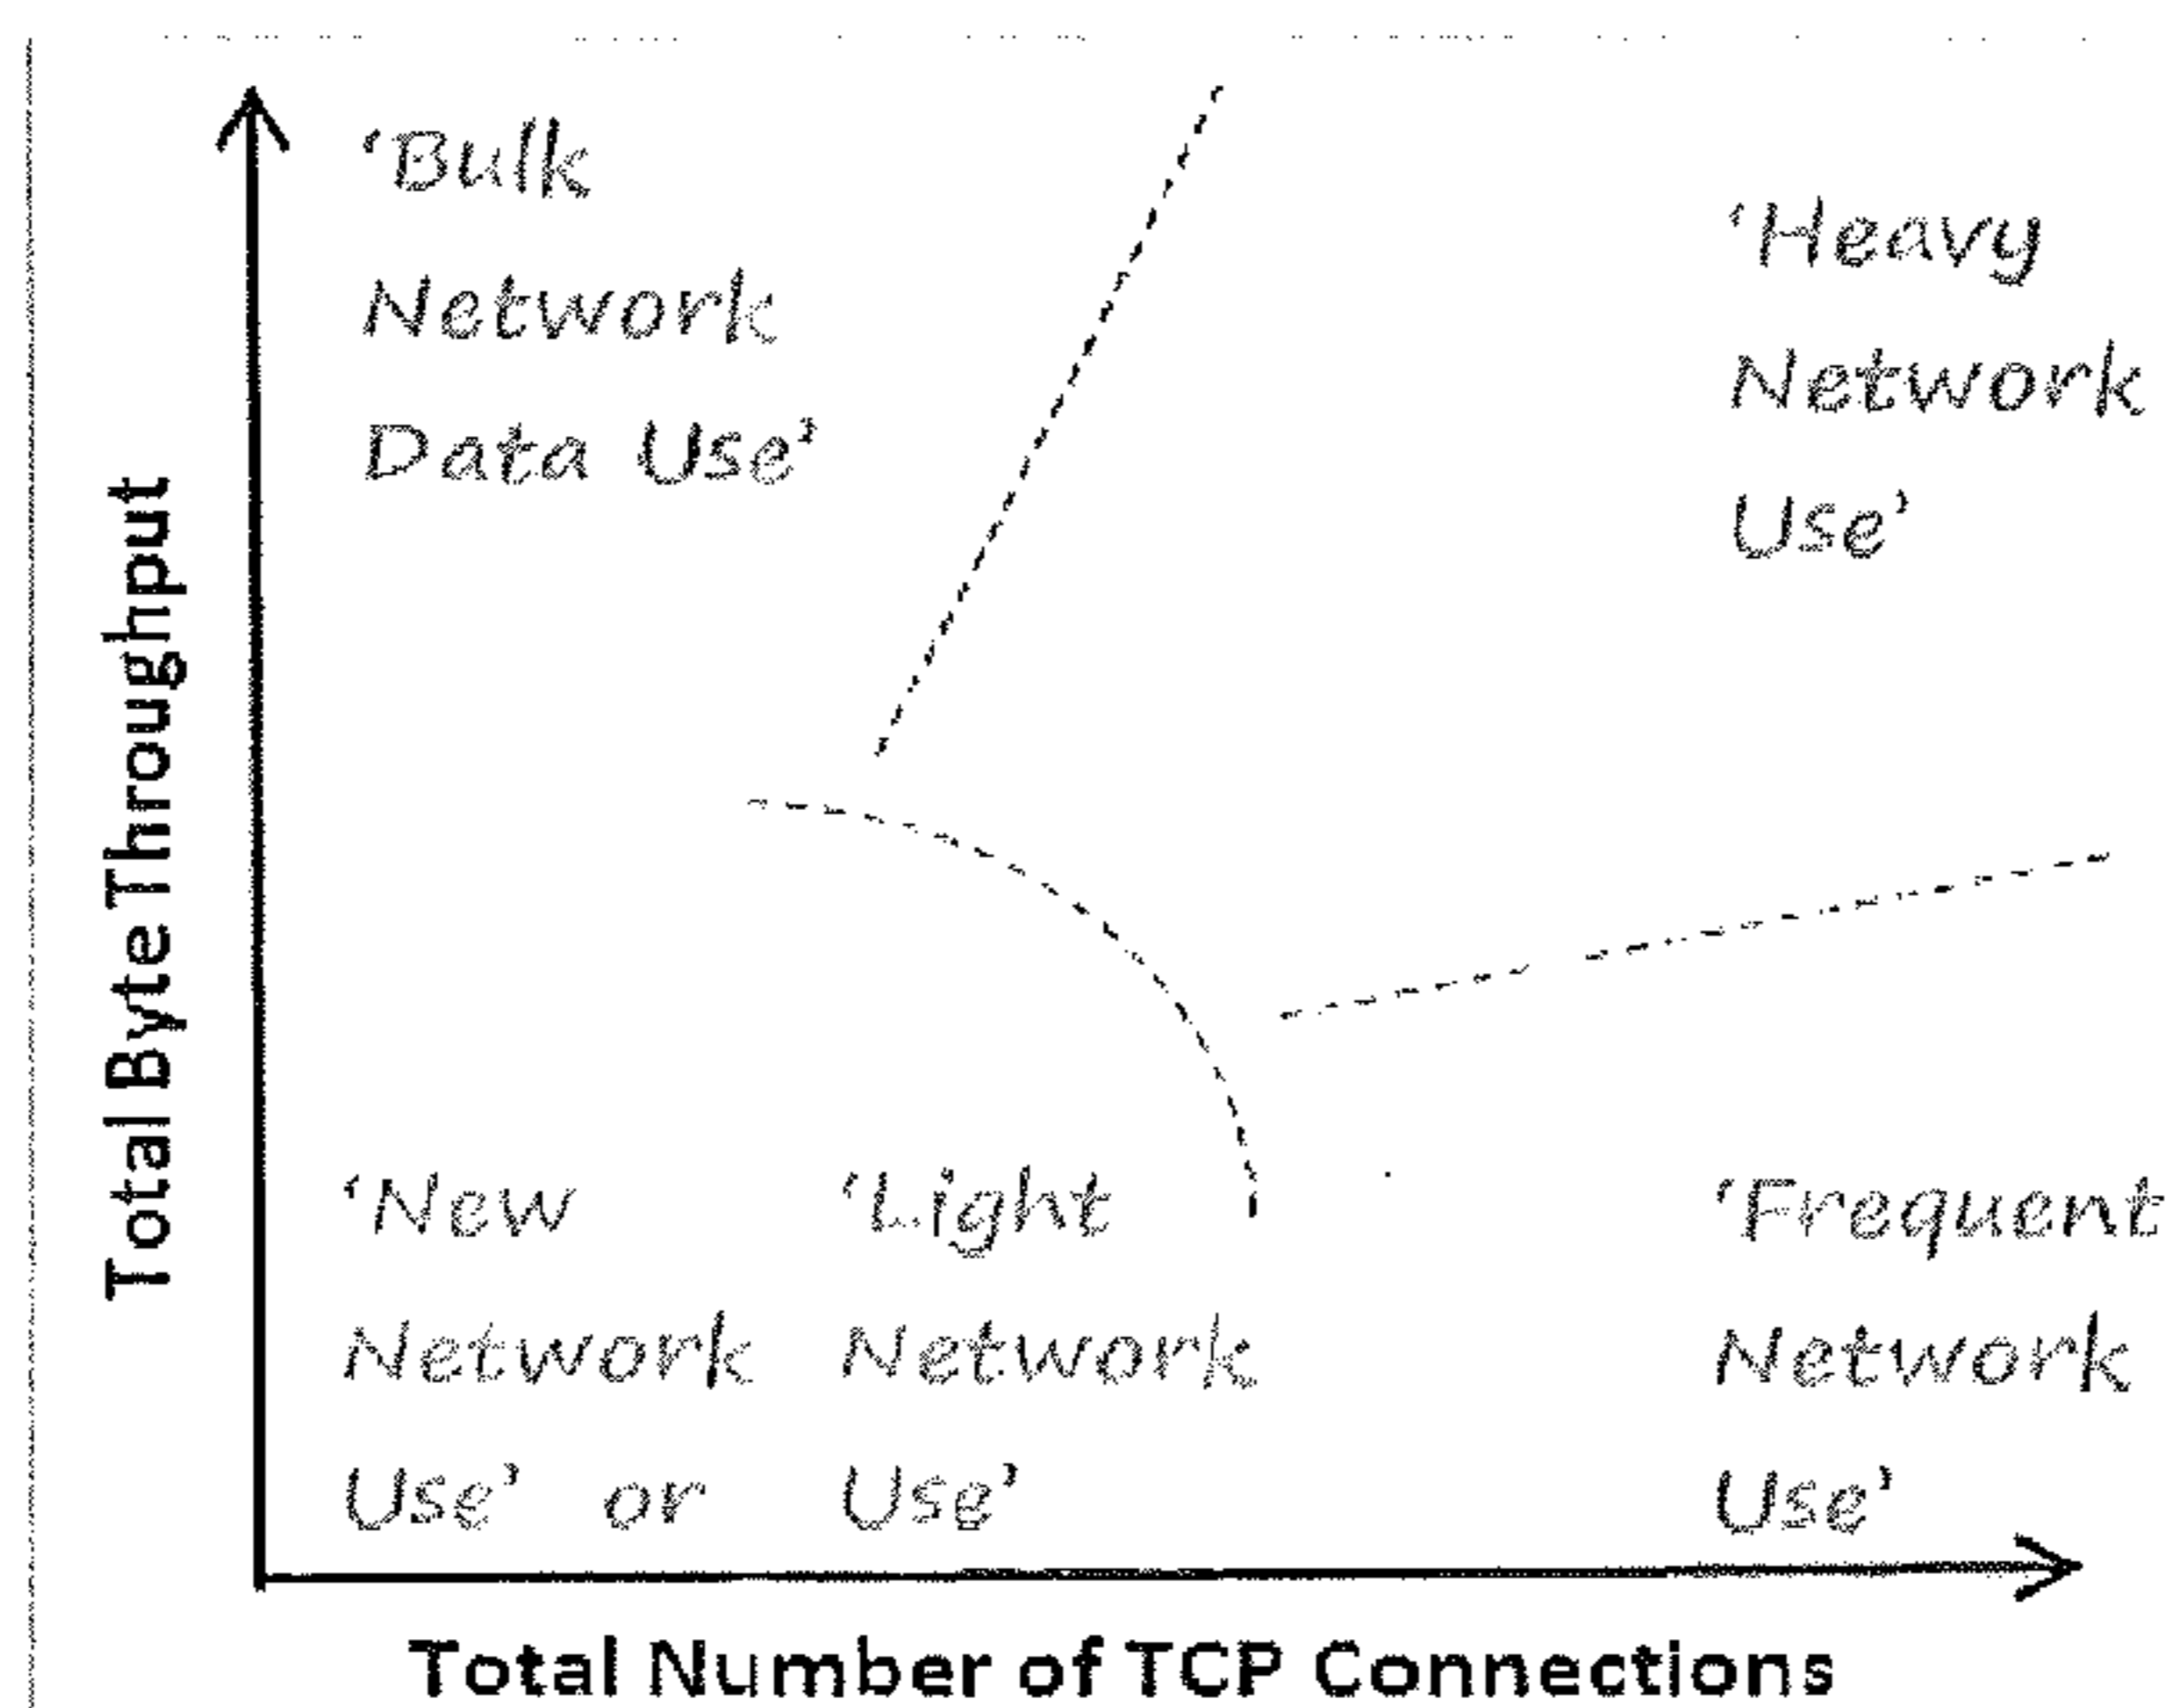 Total Byte Throughput
‘Bulk
Network
Data Use’
‘Heavy
Network
Use’
‘New
Network
Use’ or
‘Light
Network
Use’
‘Frequent
Network
Use’
Total Number of TCP Connections